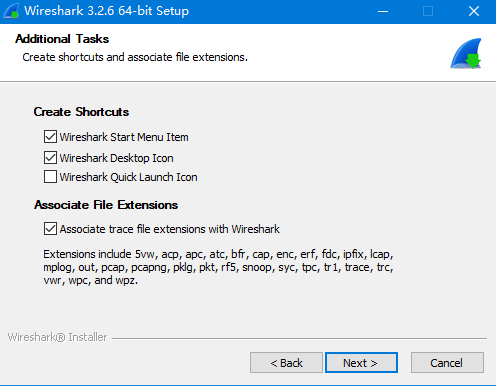 Wireshark 3.2.6 64-bit Setup
Additional Tasks
Create shortcuts and associate file extensions.
Create Shortcuts
Wireshark Start Menu Item
Wireshark Desktop Icon
Wireshark Quick Launch Icon
Associate File Extensions
Associate trace file extensions with Wireshark
Extensions include 5vw, acp, apc, atc, bfr, cap, enc, erf, fdc, ipfix, lcap,
mplog, out, pcap, pcapng, pklg, pkt, rf5, snoop, syc, tpc, tr1, trace, trc,
vwr, wpc, and wpz.
Wireshark® Installer
< Back
Next >
Cancel